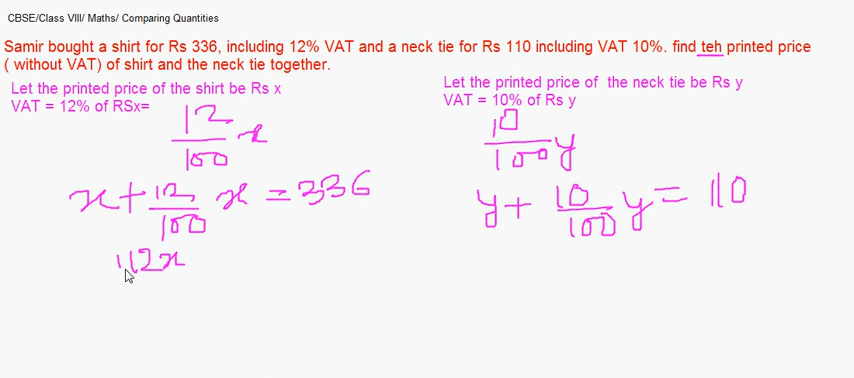 CBSE/Class VIII/ Maths/ Comparing Quantities
Samir bought a shirt for Rs 336, including 12% VAT and a neck tie for Rs 110 including VAT 10%. find teh printed price
( without VAT) of shirt and the neck tie together.
Let the printed price of the shirt be Rs x
VAT = 12% of RSx=
12/100 x
x + 12/100 x = 336
112x
Let the printed price of  the neck tie be Rs y
VAT = 10% of Rs y
10/100 y
y + 10/100 y = 110